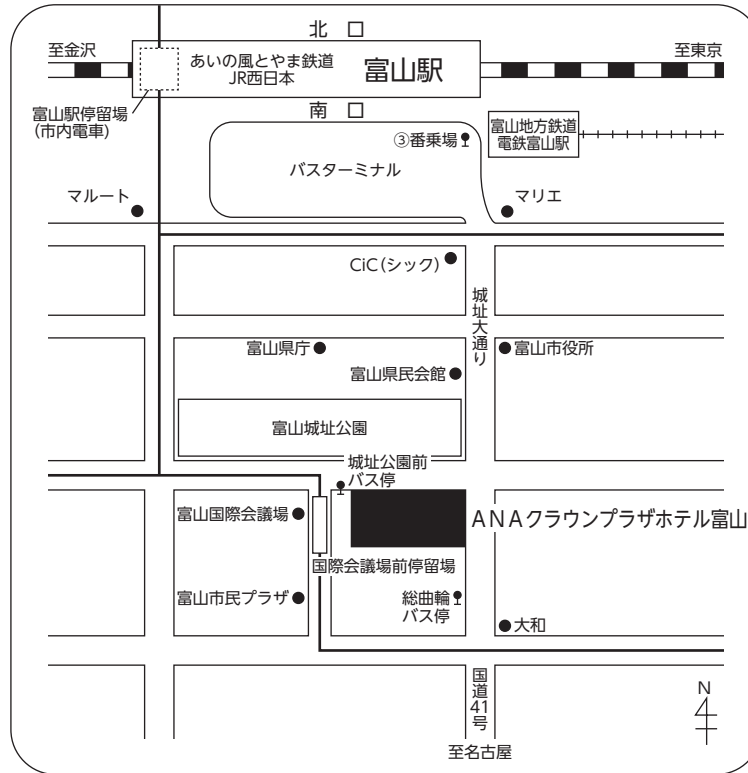 北 口
至金沢
至東京
あいの風とやま鉄道
JR西日本
富山駅
富山駅停留場
(市内電車)
南 口
③番乗場
富山地方鉄道
電鉄富山駅
バスターミナル
マルート
マリエ
CiC(シック)
城址大通り
富山県庁
富山市役所
富山県民会館
富山城址公園
城址公園前
バス停
富山国際会議場
ANAクラウンプラザホテル富山
国際会議場前停留場
富山市民プラザ
総曲輪
バス停
大和
国道41号
N
至名古屋